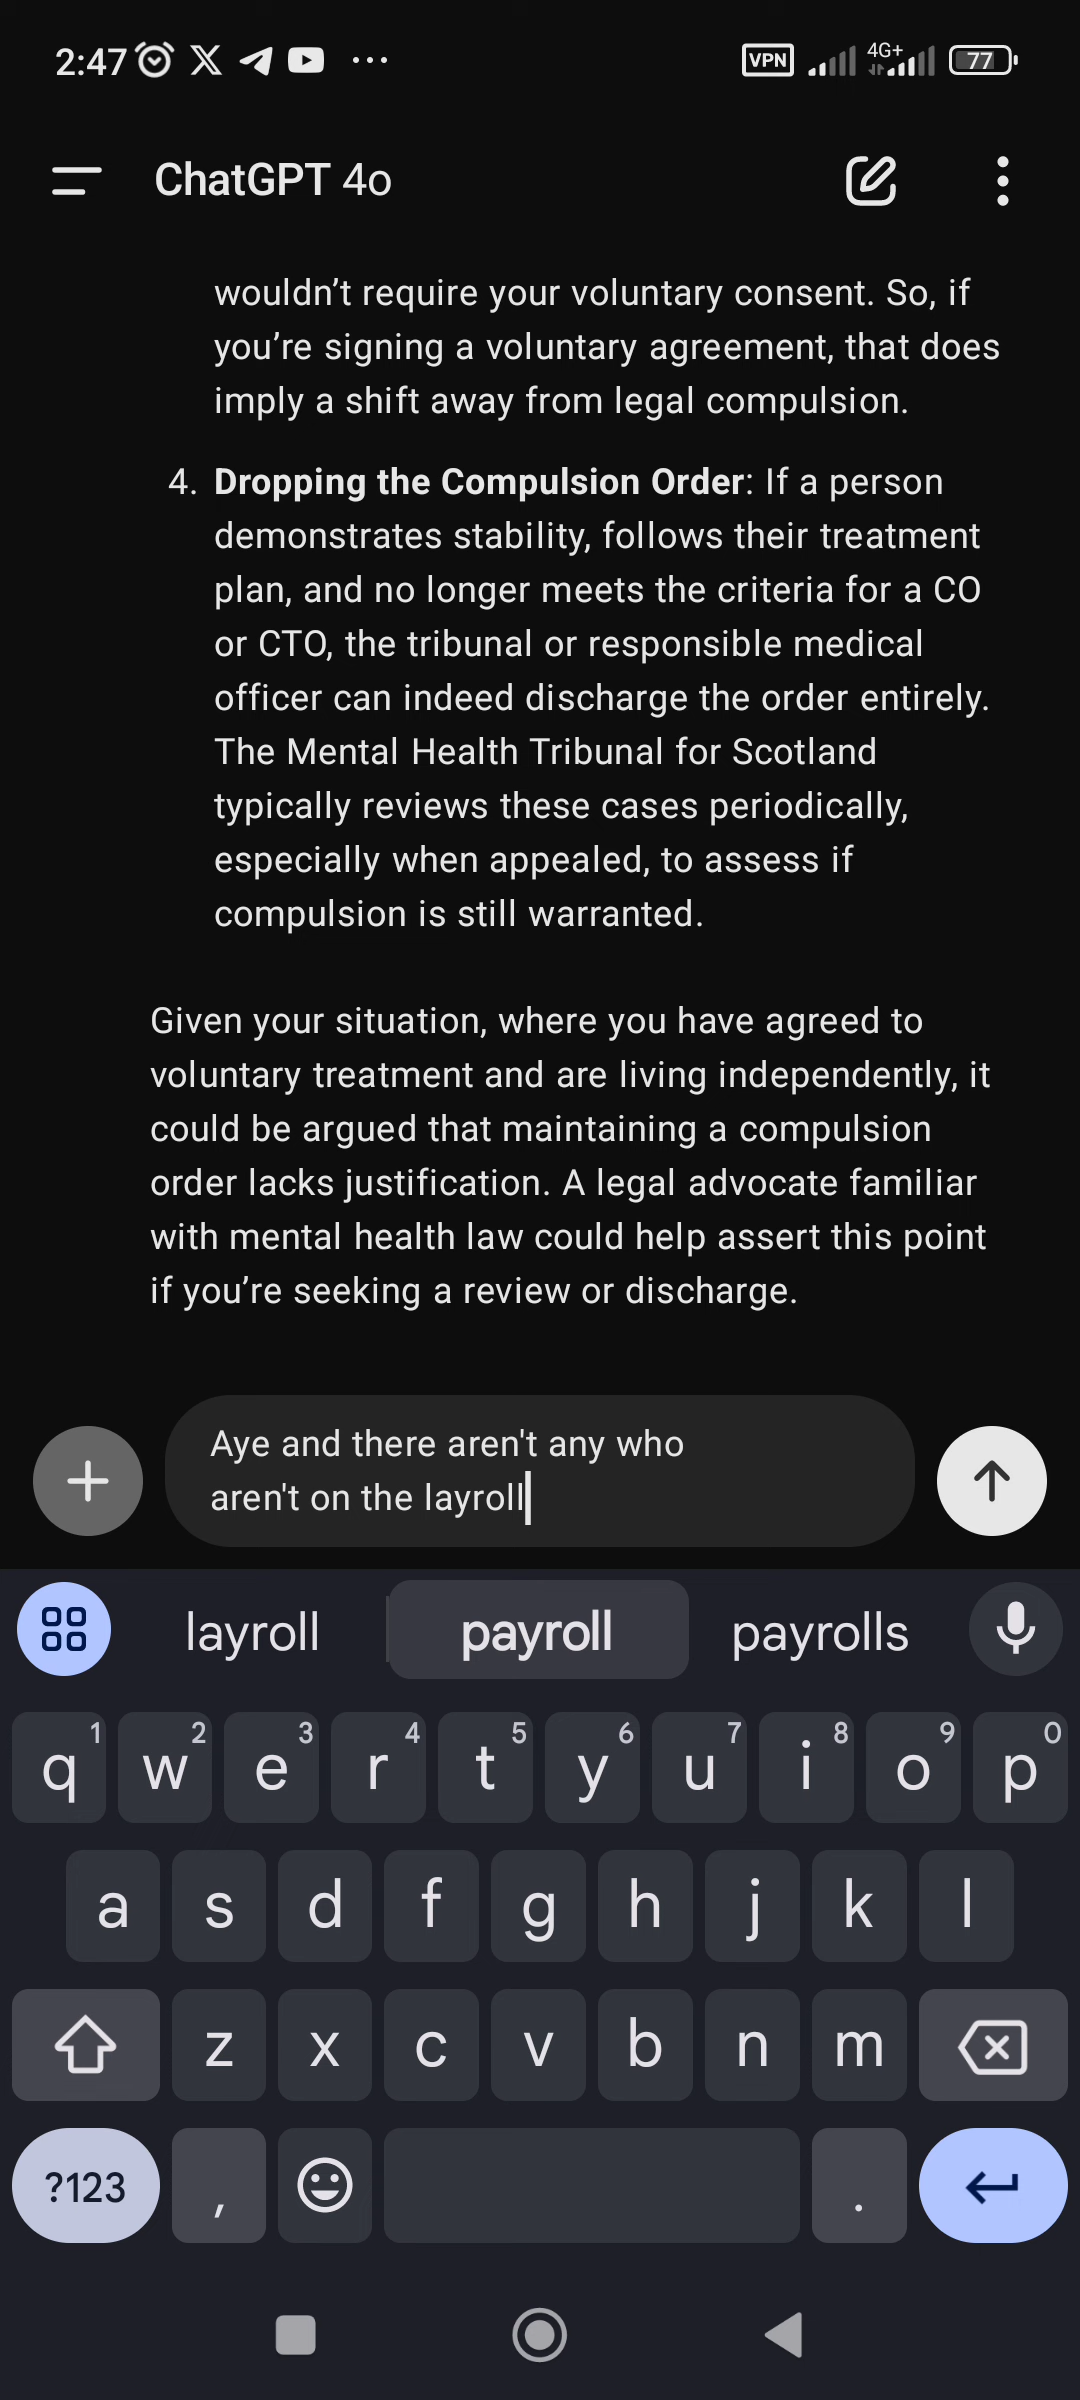 2:47
VPN 4G+ 77
ChatGPT 4o
wouldn’t require your voluntary consent. So, if
you’re signing a voluntary agreement, that does
imply a shift away from legal compulsion.
4. Dropping the Compulsion Order: If a person
demonstrates stability, follows their treatment
plan, and no longer meets the criteria for a CO
or CTO, the tribunal or responsible medical
officer can indeed discharge the order entirely.
The Mental Health Tribunal for Scotland
typically reviews these cases periodically,
especially when appealed, to assess if
compulsion is still warranted.
Given your situation, where you have agreed to
voluntary treatment and are living independently, it
could be argued that maintaining a compulsion
order lacks justification. A legal advocate familiar
with mental health law could help assert this point
if you’re seeking a review or discharge.
Aye and there aren't any who
aren't on the layroll
layroll payroll payrolls
1 2 3 4 5 6 7 8 9 0
q w e r t y u i o p
a s d f g h j k l
z x c v b n m
?123 , .